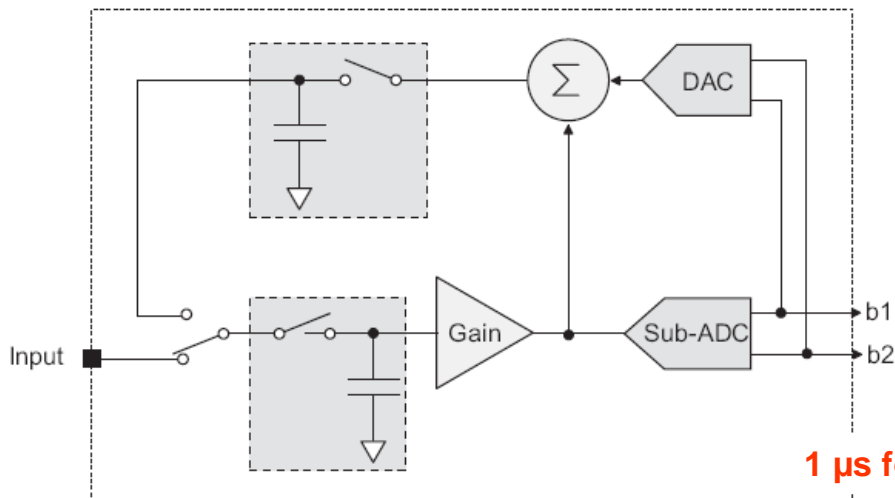 Σ
DAC
Input
Gain
Sub-ADC
b1
b2
1 µs